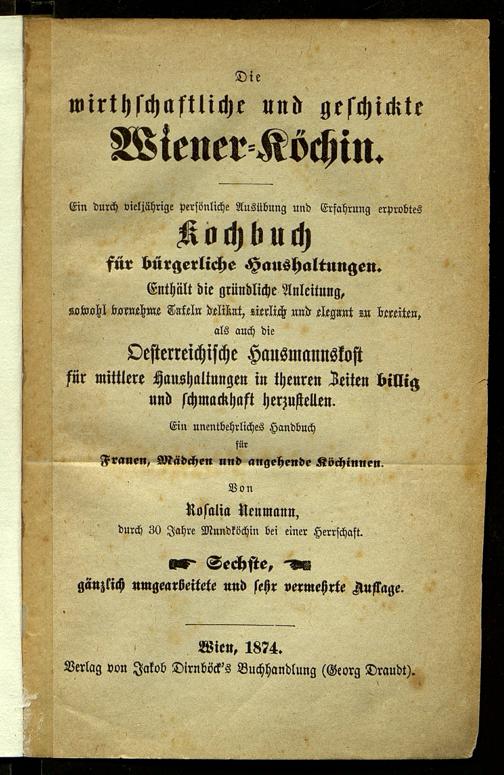 Die
wirthschaftliche und geschickte
Wiener-Köchin.
Ein durch vieljährige persönliche Ausübung und Erfahrung erprobtes
Kochbuch
für bürgerliche Haushaltungen.
Enthält die gründliche Anleitung,
sowohl vornehme Tafeln delikat, zierlich und elegant zu bereiten,
als auch die
Oesterreichische Hausmannskost
für mittlere Haushaltungen in theuren Zeiten billig
und schmackhaft herzustellen.
Ein unentbehrliches Handbuch
für
Frauen, Mädchen und angehende Köchinnen.
Von
Rosalia Neumann,
durch 30 Jahre Mundköchin bei einer Herrschaft.
☛ Sechste, ☚
gänzlich umgearbeitete und sehr vermehrte Auflage.
Wien, 1874.
Verlag von Jakob Dirnböck's Buchhandlung (Georg Draudt).